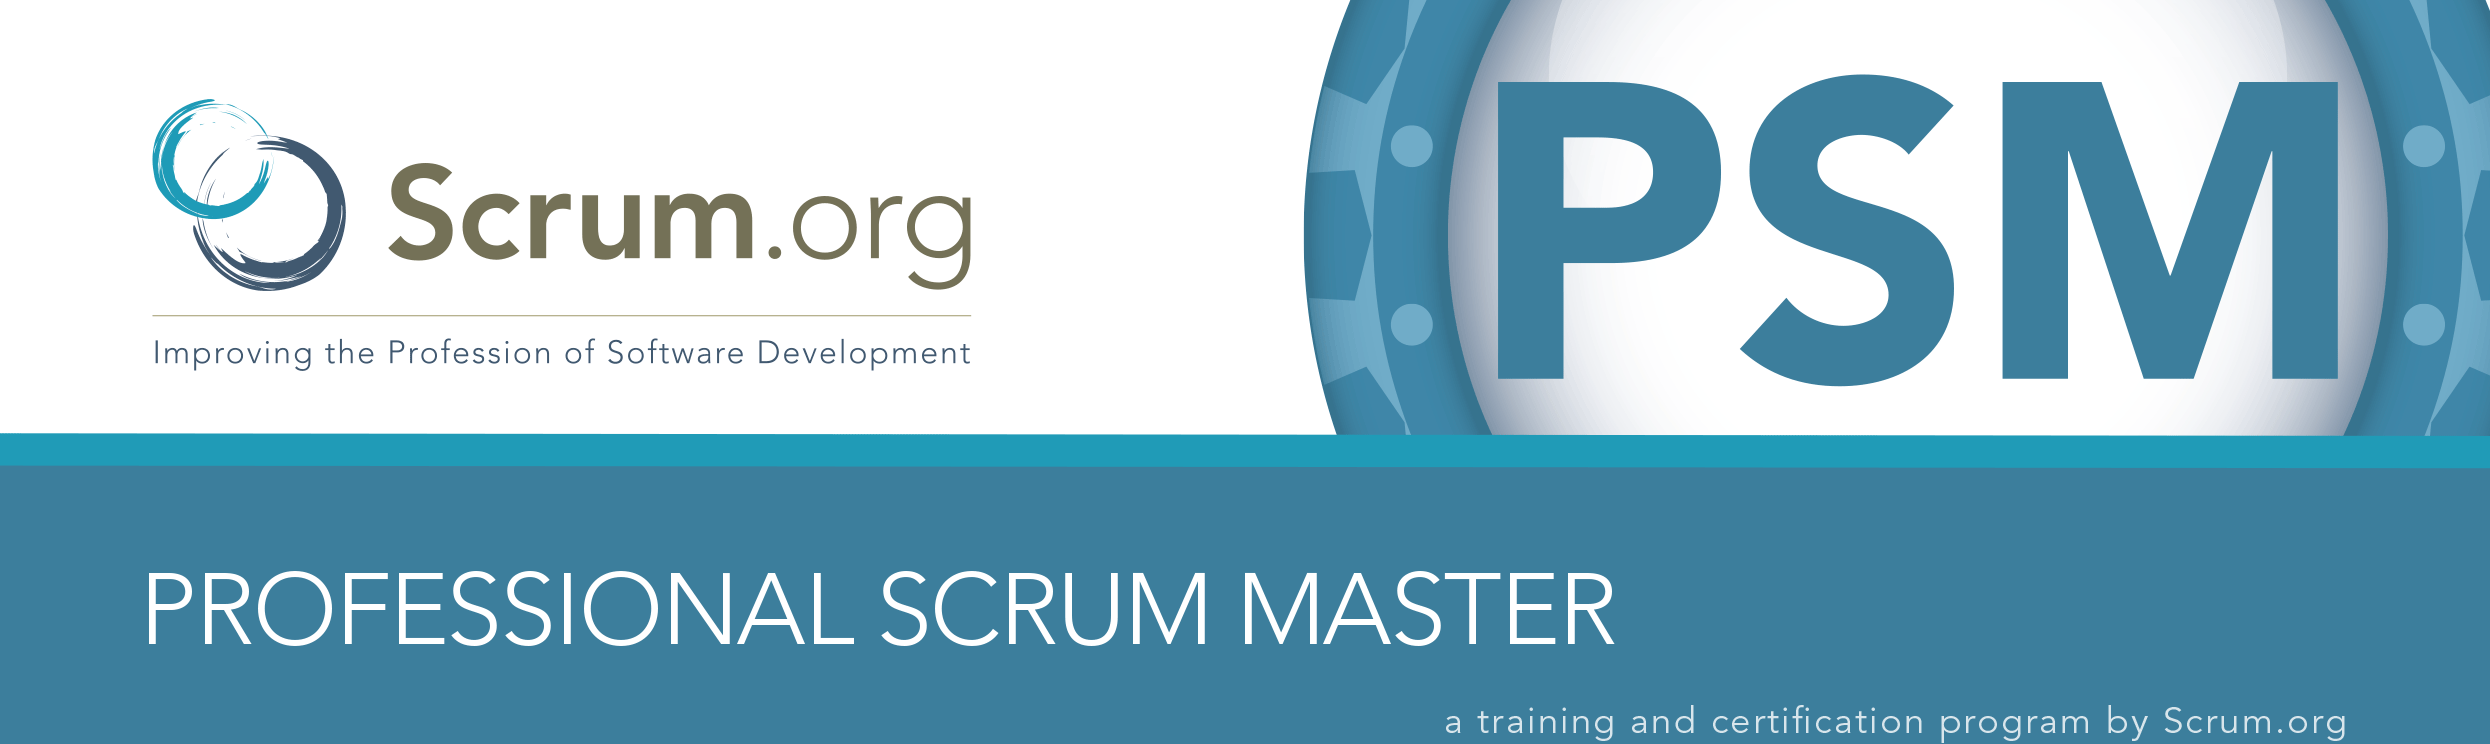 Scrum.org
Improving the Profession of Software Development
PSM
PROFESSIONAL SCRUM MASTER
a training and certification program by Scrum.org